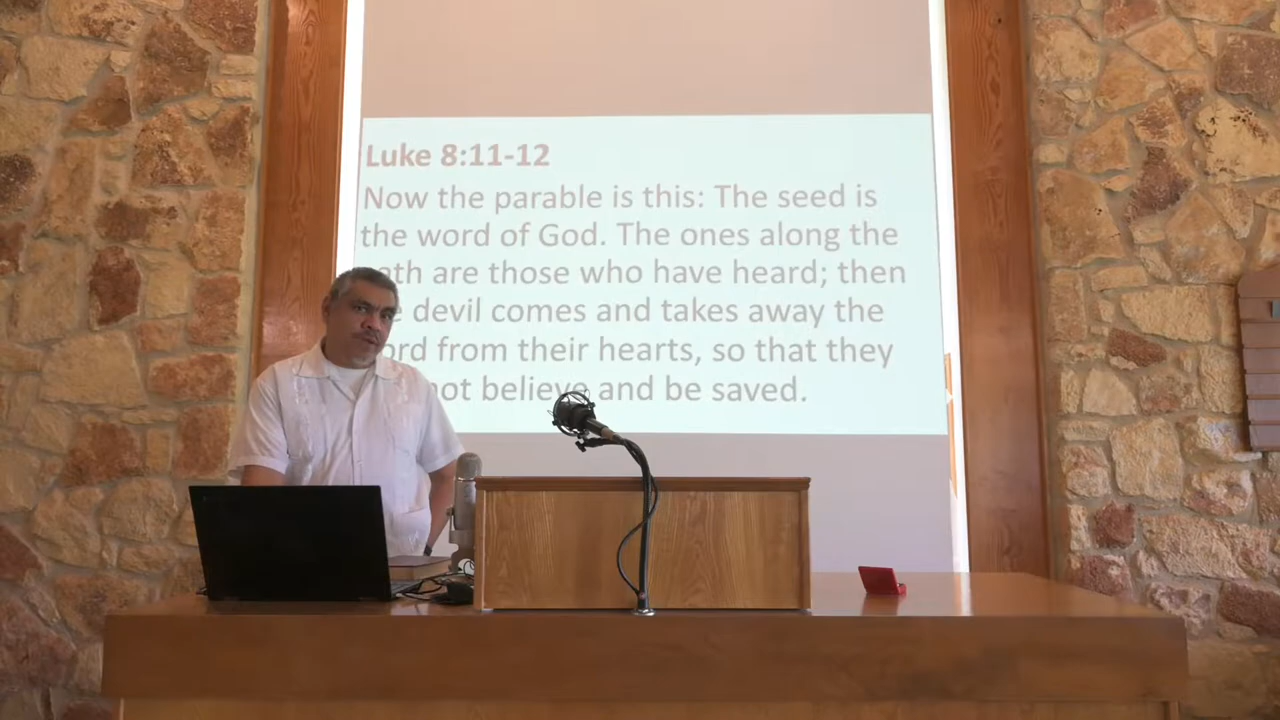 Luke 8:11-12
Now the parable is this: The seed is
the word of God. The ones along the
ath are those who have heard; then
e devil comes and takes away the
ord from their hearts, so that they
not believe and be saved.